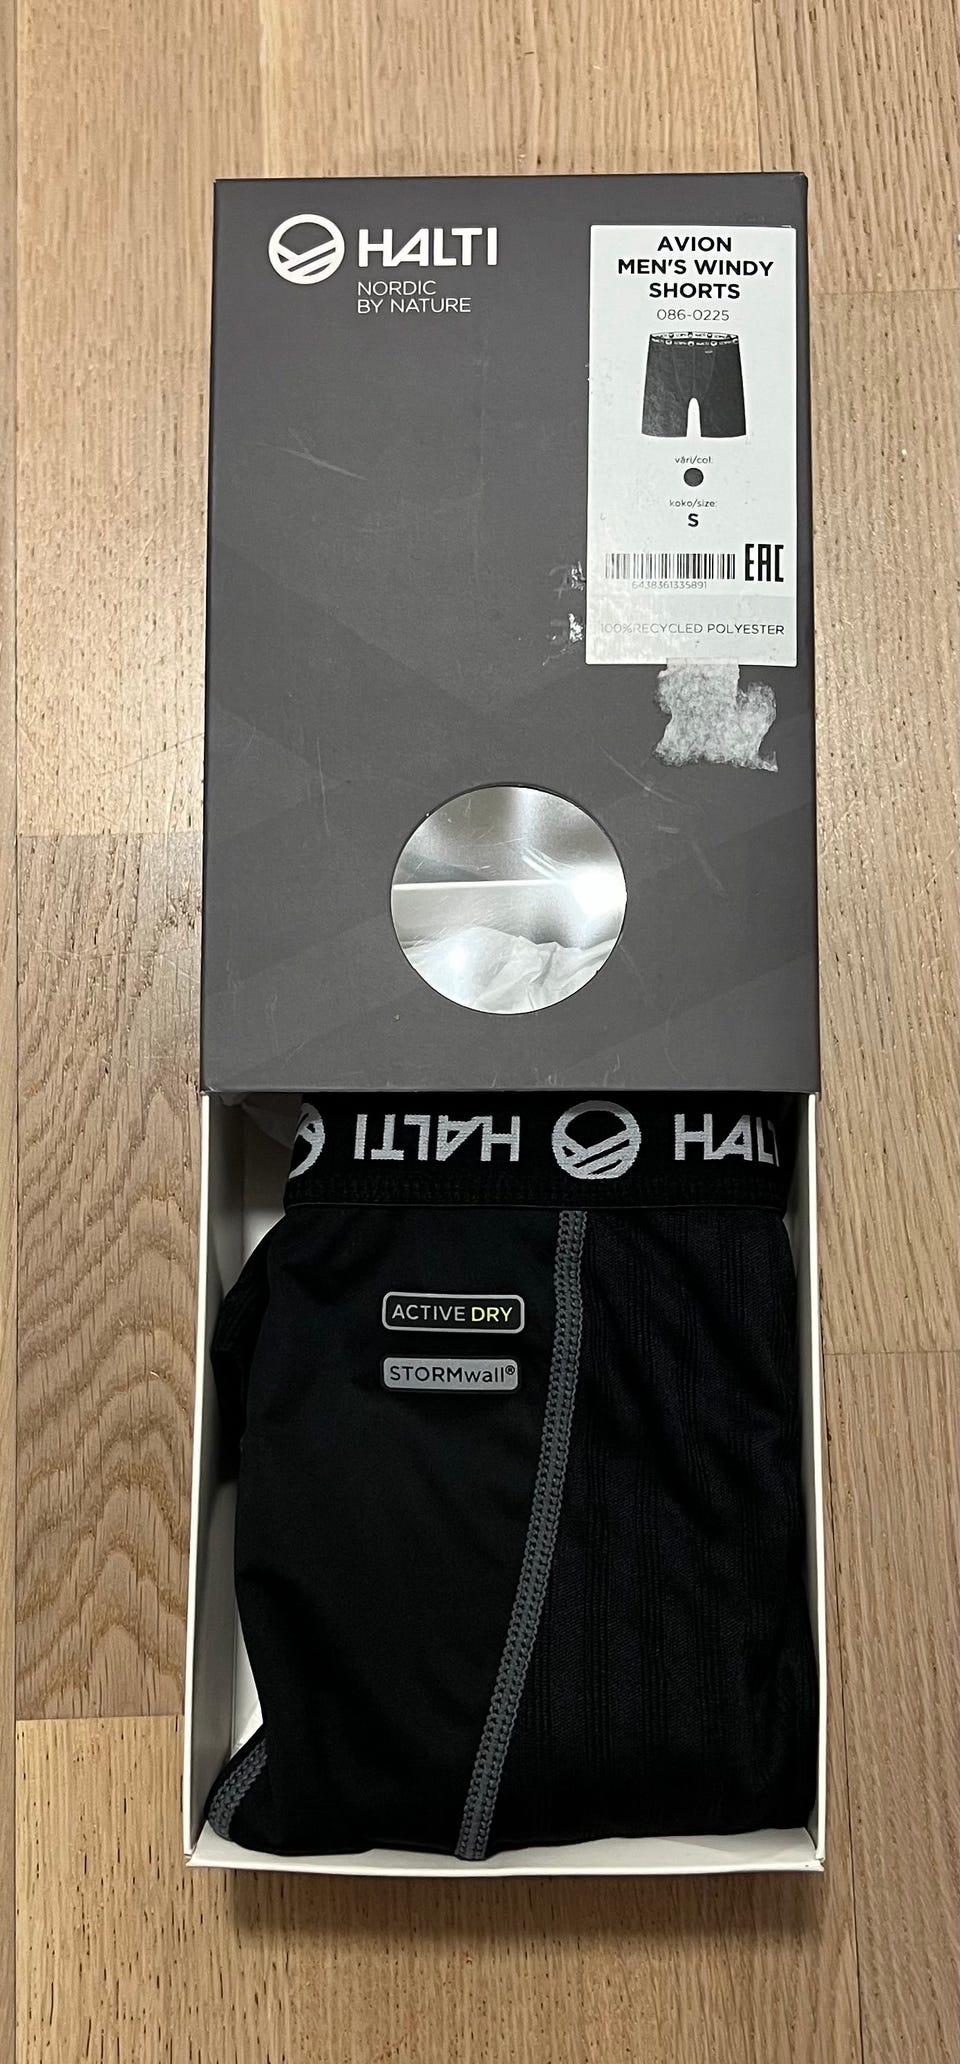 HALTI
NORDIC
BY NATURE
AVION
MEN'S WINDY
SHORTS
086-0225
väri/col:
koko/size:
S
EAC
6438361335891
100%RECYCLED POLYESTER
HALTI
HALTI
ACTIVE DRY
STORMwall®